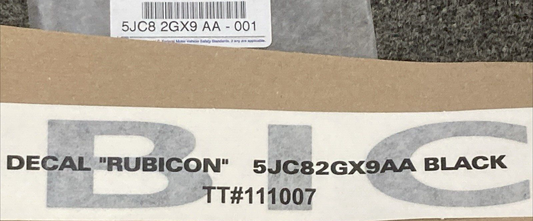 5JC8 2GX9 AA - 001
BIC
DECAL "RUBICON" 5JC82GX9AA BLACK
TT#111007